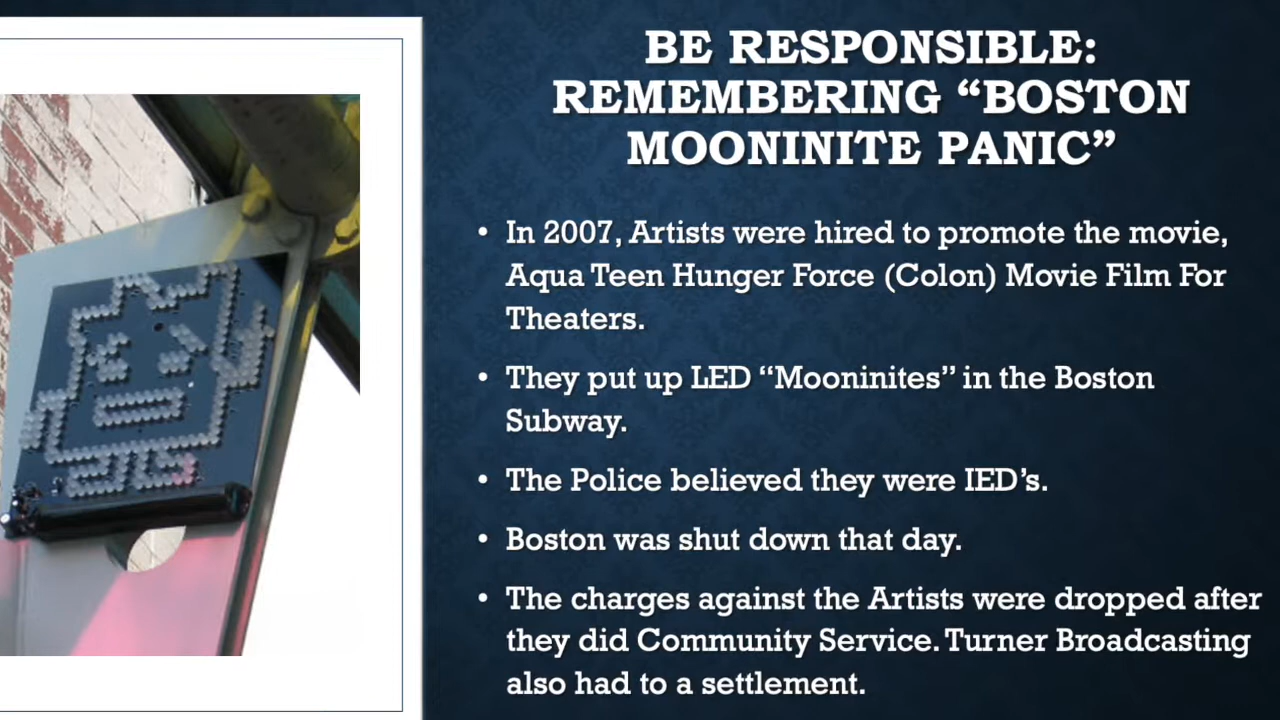 BE RESPONSIBLE:
REMEMBERING “BOSTON
MOONINITE PANIC”
• In 2007, Artists were hired to promote the movie,
Aqua Teen Hunger Force (Colon) Movie Film For
Theaters.
• They put up LED “Mooninites” in the Boston
Subway.
• The Police believed they were IED’s.
• Boston was shut down that day.
• The charges against the Artists were dropped after
they did Community Service. Turner Broadcasting
also had to a settlement.